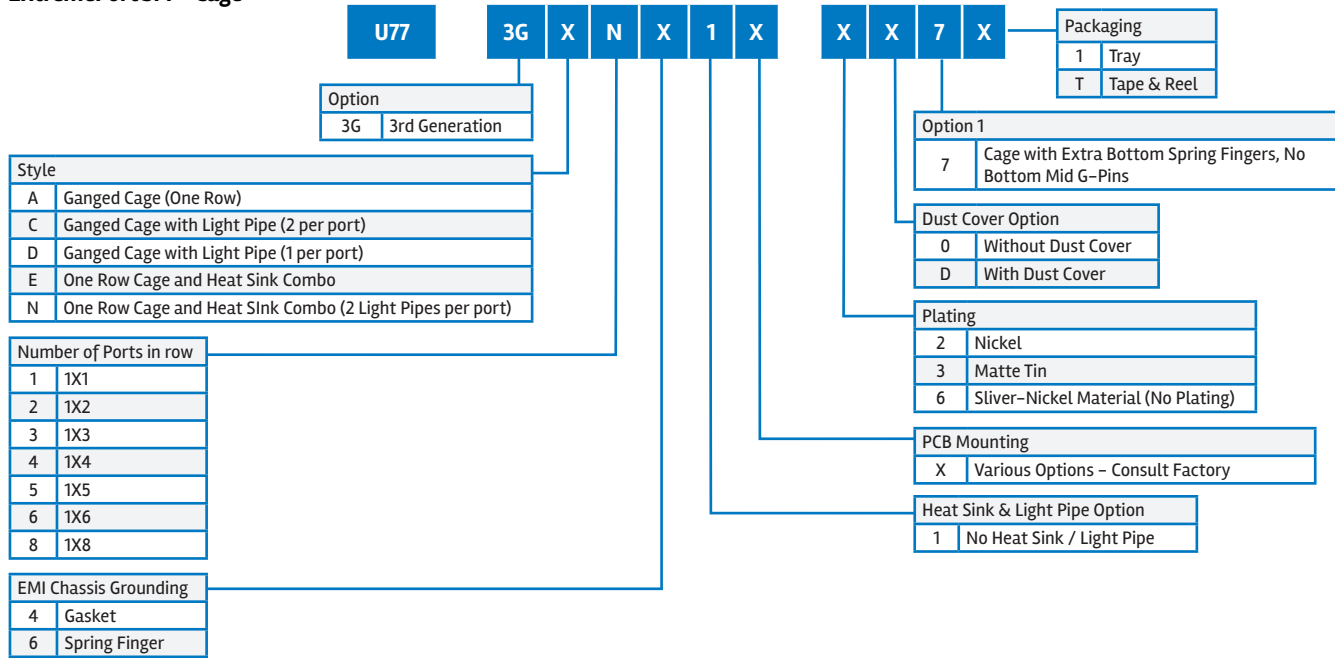 U77 3G X N X 1 X X X 7 X
Packaging
1 Tray
T Tape & Reel
Option
3G 3rd Generation
Option 1
7 Cage with Extra Bottom Spring Fingers, No
Bottom Mid G-Pins
Style
A Ganged Cage (One Row)
C Ganged Cage with Light Pipe (2 per port)
D Ganged Cage with Light Pipe (1 per port)
E One Row Cage and Heat Sink Combo
N One Row Cage and Heat SInk Combo (2 Light Pipes per port)
Dust Cover Option
0 Without Dust Cover
D With Dust Cover
Plating
2 Nickel
3 Matte Tin
6 Sliver-Nickel Material (No Plating)
Number of Ports in row
1 1X1
2 1X2
3 1X3
4 1X4
5 1X5
6 1X6
8 1X8
PCB Mounting
X Various Options - Consult Factory
Heat Sink & Light Pipe Option
1 No Heat Sink / Light Pipe
EMI Chassis Grounding
4 Gasket
6 Spring Finger